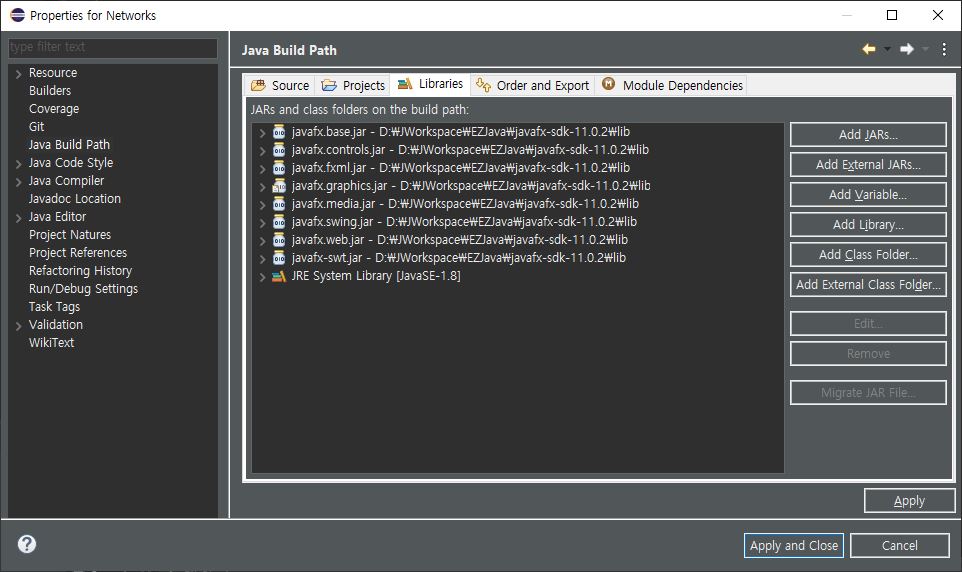 Properties for Networks
type filter text
Resource
Builders
Coverage
Git
Java Build Path
Java Code Style
Java Compiler
Javadoc Location
Java Editor
Project Natures
Project References
Refactoring History
Run/Debug Settings
Task Tags
Validation
WikiText
Java Build Path
Source Projects Libraries Order and Export Module Dependencies
JARs and class folders on the build path:
javafx.base.jar - D:₩JWorkspace₩EZJava₩javafx-sdk-11.0.2₩lib
javafx.controls.jar - D:₩JWorkspace₩EZJava₩javafx-sdk-11.0.2₩lib
javafx.fxml.jar - D:₩JWorkspace₩EZJava₩javafx-sdk-11.0.2₩lib
javafx.graphics.jar - D:₩JWorkspace₩EZJava₩javafx-sdk-11.0.2₩lib
javafx.media.jar - D:₩JWorkspace₩EZJava₩javafx-sdk-11.0.2₩lib
javafx.swing.jar - D:₩JWorkspace₩EZJava₩javafx-sdk-11.0.2₩lib
javafx.web.jar - D:₩JWorkspace₩EZJava₩javafx-sdk-11.0.2₩lib
javafx-swt.jar - D:₩JWorkspace₩EZJava₩javafx-sdk-11.0.2₩lib
JRE System Library [JavaSE-1.8]
Add JARs...
Add External JARs...
Add Variable...
Add Library...
Add Class Folder...
Add External Class Folder...
Edit...
Remove
Migrate JAR File...
Apply
Apply and Close
Cancel